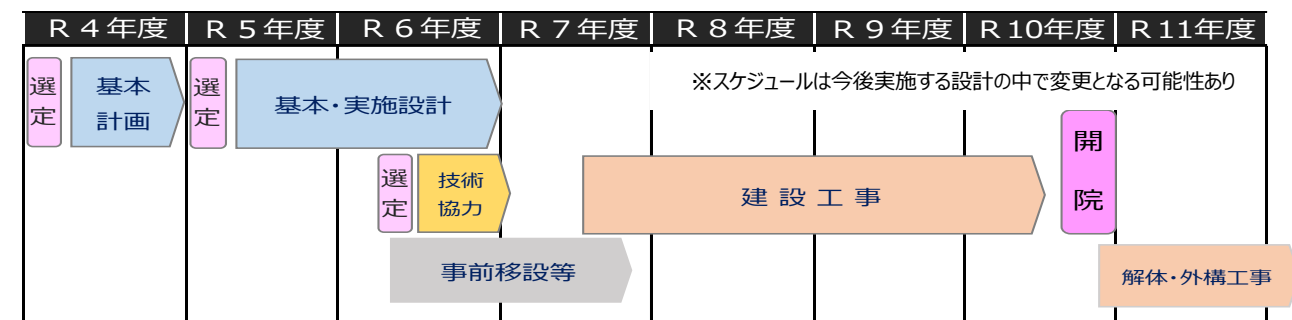 R４年度 R５年度 R６年度 R７年度 R８年度 R９年度 R10年度 R11年度
※スケジュールは今後実施する設計の中で変更となる可能性あり
選定
基本
計画
選定
基本・実施設計
選定
技術
協力
建設工事
開院
事前移設等
解体・外構工事